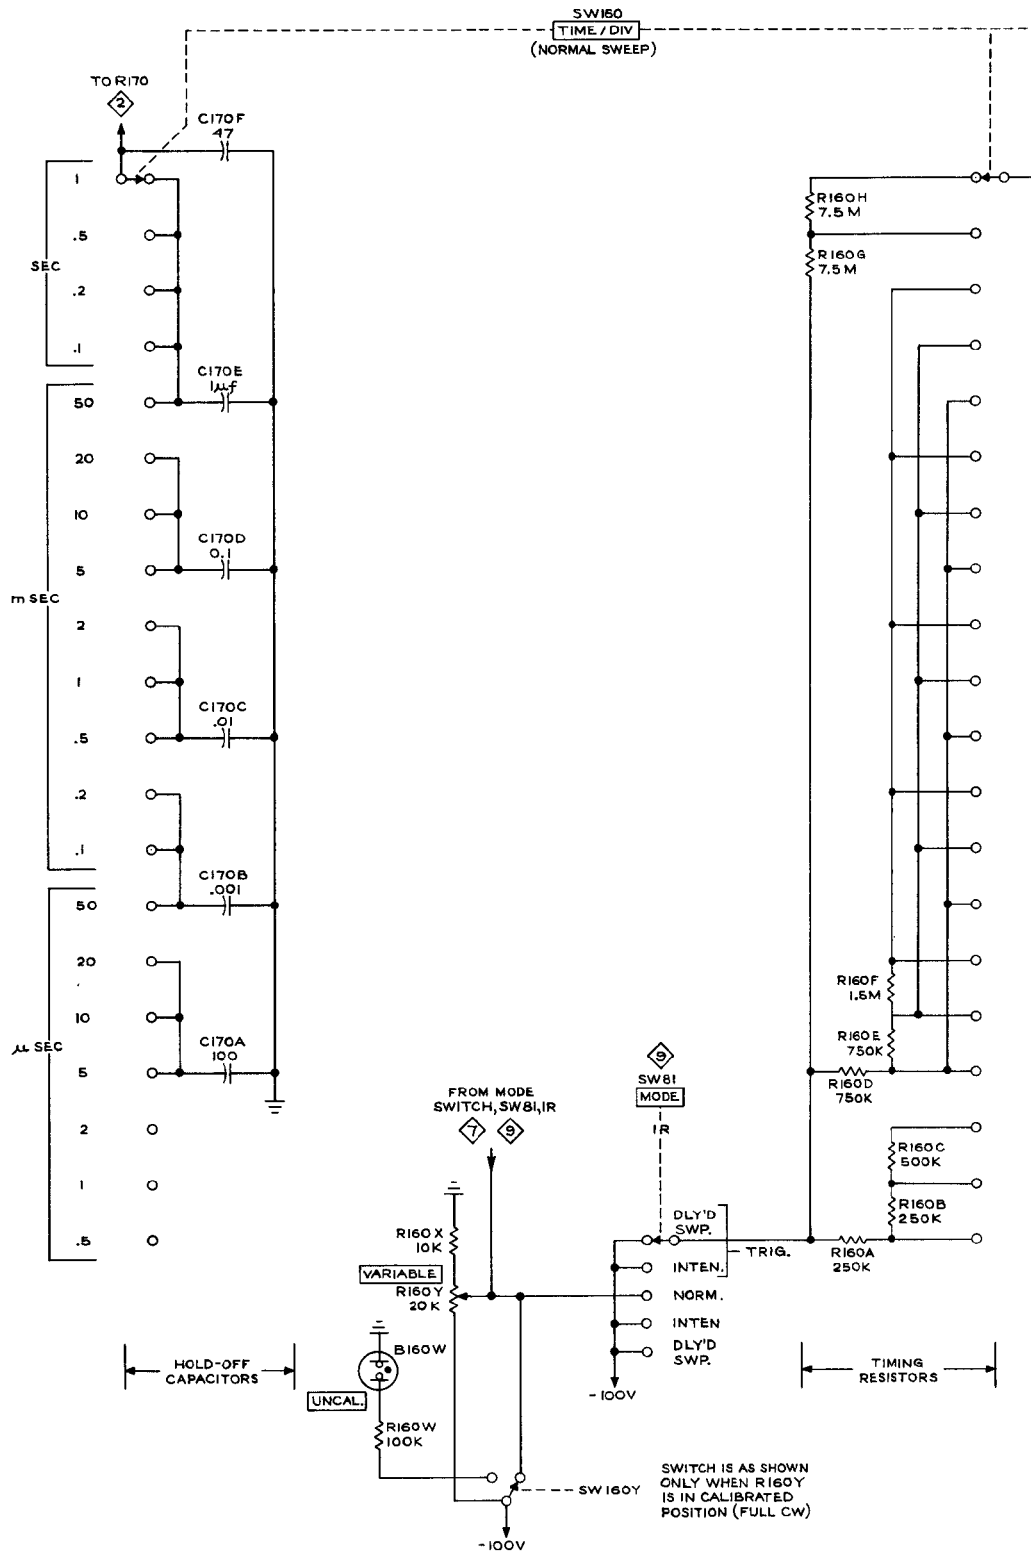 SW160
TIME / DIV
(NORMAL SWEEP)
TO R170
2
C170F
.47
1
.5
SEC
.2
.1
C170E
1μf
50
20
10
C170D
0.1
5
m SEC
2
1
C170C
.01
.5
.2
.1
C170B
.001
50
20
10
μ SEC
C170A
100
5
2
1
.5
R160H
7.5 M
R160G
7.5M
R160F
1.5M
R160E
750K
R160D
750K
R160C
500K
R160B
250K
R160A
250K
FROM MODE
SWITCH, SW81, 1R
7 9
9
SW81
MODE
1R
DLY'D
SWP.
TRIG.
INTEN.
NORM.
INTEN
DLY'D
SWP.
-100V
R160X
10K
VARIABLE
R160Y
20K
B160W
UNCAL.
R160W
100K
HOLD-OFF
CAPACITORS
TIMING
RESISTORS
SW160Y
SWITCH IS AS SHOWN
ONLY WHEN R160Y
IS IN CALIBRATED
POSITION (FULL CW)
-100V